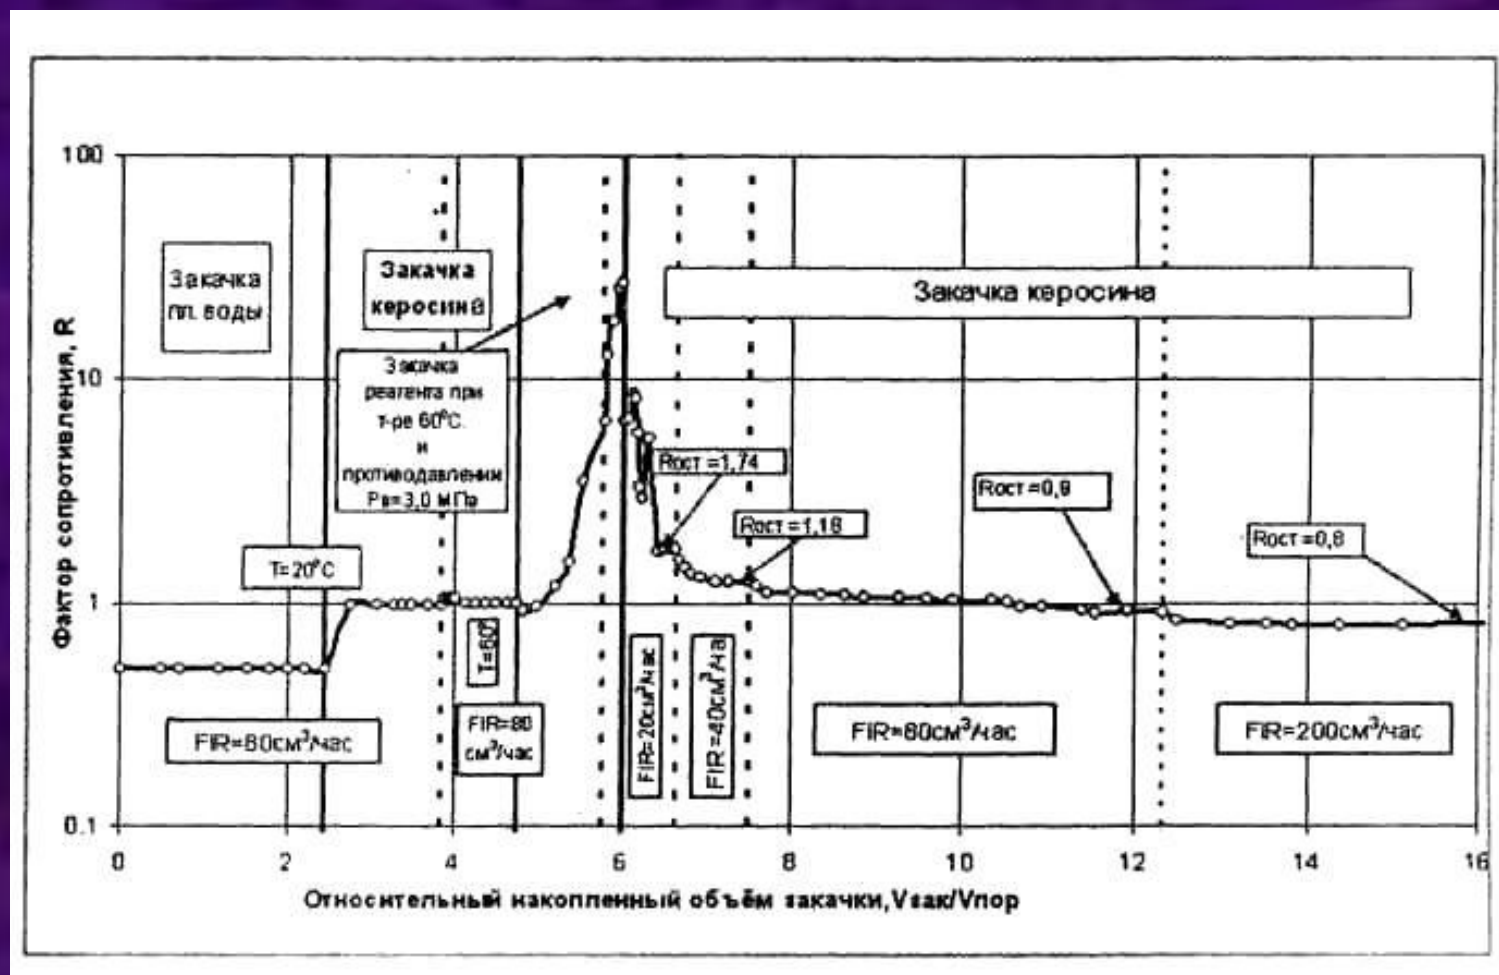 100
10
1
0.1
Фактор сопротивления, R
Закачка
пл. воды
Закачка
керосина
Закачка керосина
Закачка
реагента при
т-ре 60°C.
и
противодавлении
Рв=3,0 МПа
T=20°C
T=60°
Rост =1,74
Rост =1,18
Rост =0,9
Rост =0,8
FIR=80см³/час
FIR=80
см³/час
FIR=20см³/час
FIR=40см³/ча
FIR=80см³/час
FIR=200см³/час
0 2 4 6 8 10 12 14 16
Относительный накопленный объём закачки, Vзак/Vпор